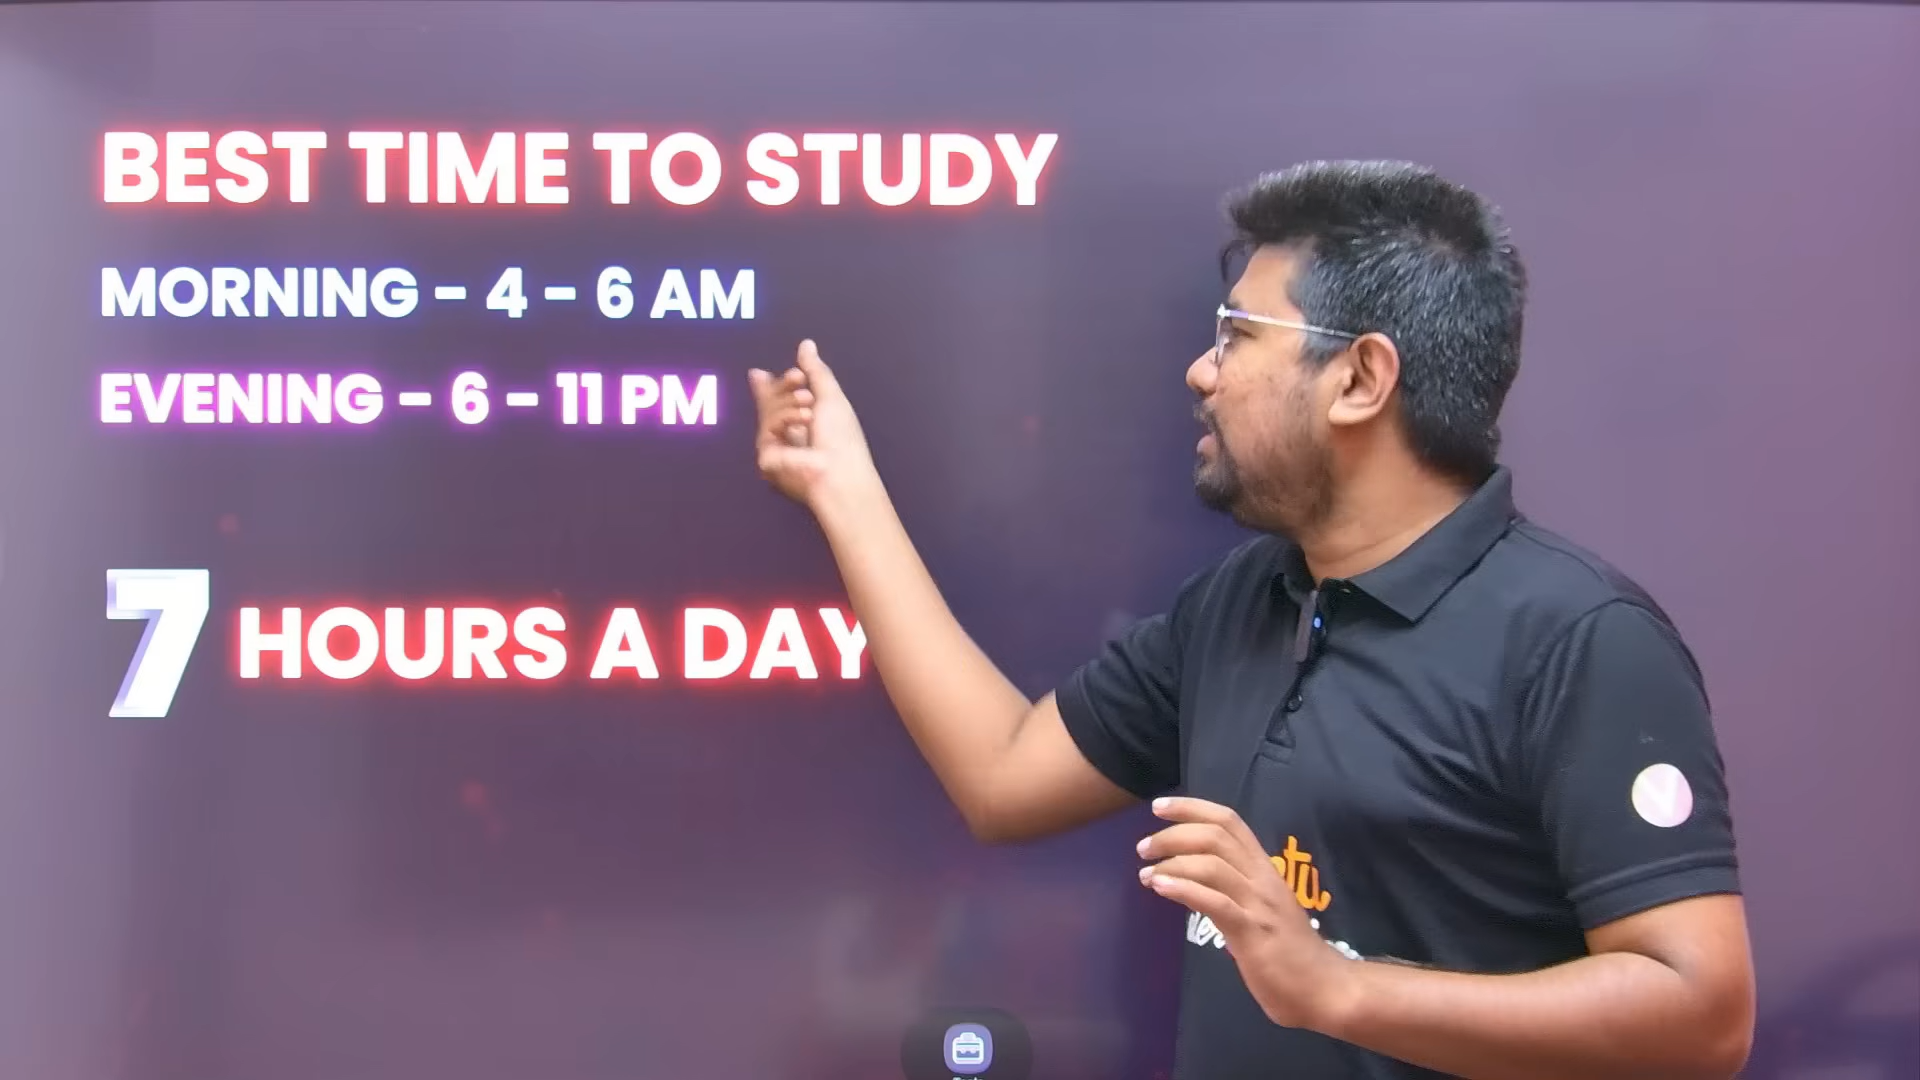 BEST TIME TO STUDY
MORNING - 4 - 6 AM
EVENING - 6 - 11 PM
7 HOURS A DAY